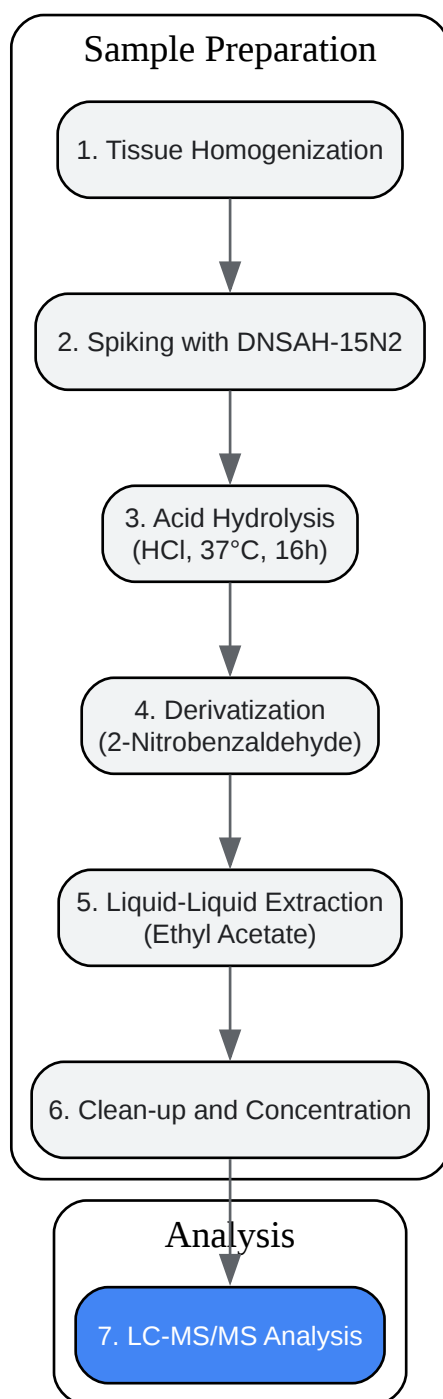 Sample Preparation
1. Tissue Homogenization
2. Spiking with DNSAH-15N2
3. Acid Hydrolysis
(HCl, 37°C, 16h)
4. Derivatization
(2-Nitrobenzaldehyde)
5. Liquid-Liquid Extraction
(Ethyl Acetate)
6. Clean-up and Concentration
Analysis
7. LC-MS/MS Analysis